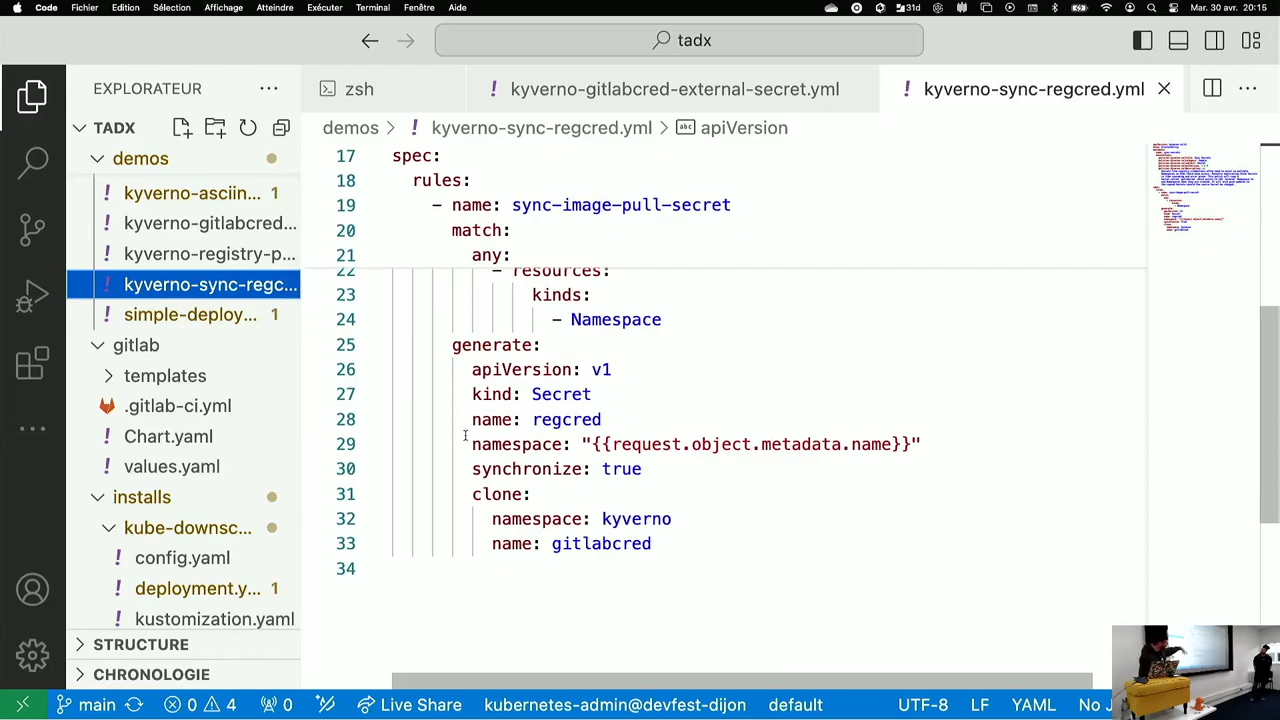 Code Fichier Edition Sélection Affichage Atteindre Exécuter Terminal Fenêtre Aide 31d Mar. 30 avr. 20:15
tadx
EXPLORATEUR
zsh
kyverno-gitlabcred-external-secret.yml
kyverno-sync-regcred.yml
TADX
demos > kyverno-sync-regcred.yml > apiVersion
demos
kyverno-asciin... 1
kyverno-gitlabcred...
kyverno-registry-p...
kyverno-sync-regc...
simple-deploy... 1
gitlab
templates
.gitlab-ci.yml
Chart.yaml
values.yaml
installs
kube-downsc...
config.yaml
deployment.y... 1
kustomization.yaml
STRUCTURE
CHRONOLOGIE
17 spec:
18 rules:
19 - name: sync-image-pull-secret
20 match:
21 any:
22 - resources:
23 kinds:
24 - Namespace
25 generate:
26 apiVersion: v1
27 kind: Secret
28 name: regcred
29 namespace: "{{request.object.metadata.name}}"
30 synchronize: true
31 clone:
32 namespace: kyverno
33 name: gitlabcred
34
main 0 4 0 Live Share kubernetes-admin@devfest-dijon default UTF-8 LF YAML No